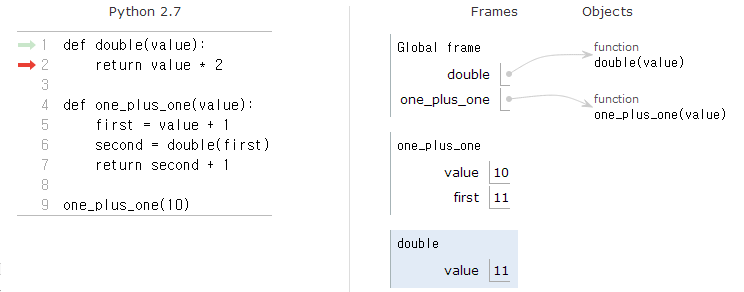 Python 2.7
1 def double(value):
2     return value * 2
3
4 def one_plus_one(value):
5     first = value + 1
6     second = double(first)
7     return second + 1
8
9 one_plus_one(10)
Frames
Objects
Global frame
double
one_plus_one
function
double(value)
function
one_plus_one(value)
one_plus_one
value 10
first 11
double
value 11